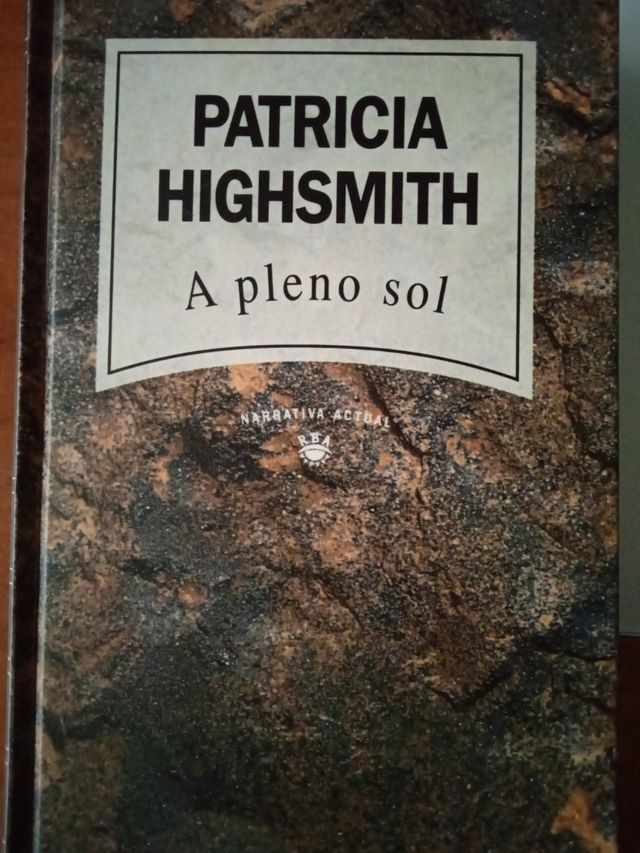 PATRICIA
HIGHSMITH
A pleno sol
NARRATIVA ACTUAL
RBA